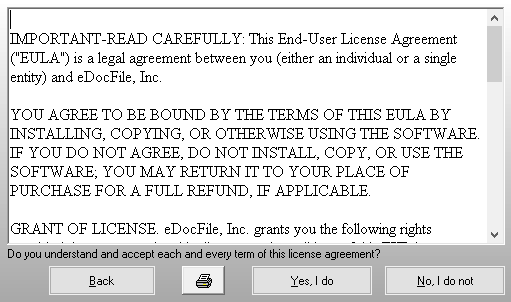 IMPORTANT-READ CAREFULLY: This End-User License Agreement
("EULA") is a legal agreement between you (either an individual or a single
entity) and eDocFile, Inc.
YOU AGREE TO BE BOUND BY THE TERMS OF THIS EULA BY
INSTALLING, COPYING, OR OTHERWISE USING THE SOFTWARE.
IF YOU DO NOT AGREE, DO NOT INSTALL, COPY, OR USE THE
SOFTWARE; YOU MAY RETURN IT TO YOUR PLACE OF
PURCHASE FOR A FULL REFUND, IF APPLICABLE.
GRANT OF LICENSE. eDocFile, Inc. grants you the following rights
Do you understand and accept each and every term of this license agreement?
Back
Yes, I do
No, I do not